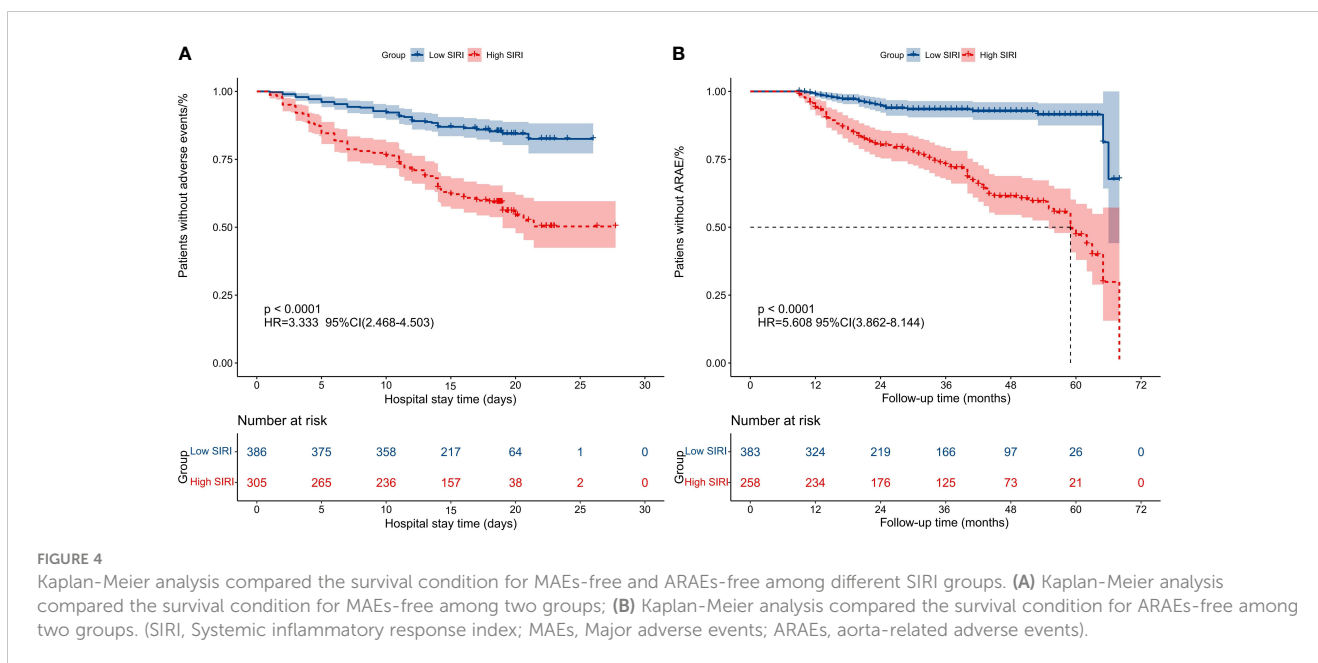 A
Group Low SIRI High SIRI
Patients without adverse events/%
1.00
0.75
0.50
0.25
0.00
p < 0.0001
HR=3.333 95%CI(2.468-4.503)
0 5 10 15 20 25 30
Hospital stay time (days)
Number at risk
Group
Low SIRI 386 375 358 217 64 1 0
High SIRI 305 265 236 157 38 2 0
0 5 10 15 20 25 30
Hospital stay time (days)
B
Group Low SIRI High SIRI
Patiens without ARAE/%
1.00
0.75
0.50
0.25
0.00
p < 0.0001
HR=5.608 95%CI(3.862-8.144)
0 12 24 36 48 60 72
Follow-up time (months)
Number at risk
Group
Low SIRI 383 324 219 166 97 26 0
High SIRI 258 234 176 125 73 21 0
0 12 24 36 48 60 72
Follow-up time (months)
FIGURE 4
Kaplan-Meier analysis compared the survival condition for MAEs-free and ARAEs-free among different SIRI groups. (A) Kaplan-Meier analysis
compared the survival condition for MAEs-free among two groups; (B) Kaplan-Meier analysis compared the survival condition for ARAEs-free among
two groups. (SIRI, Systemic inflammatory response index; MAEs, Major adverse events; ARAEs, aorta-related adverse events).